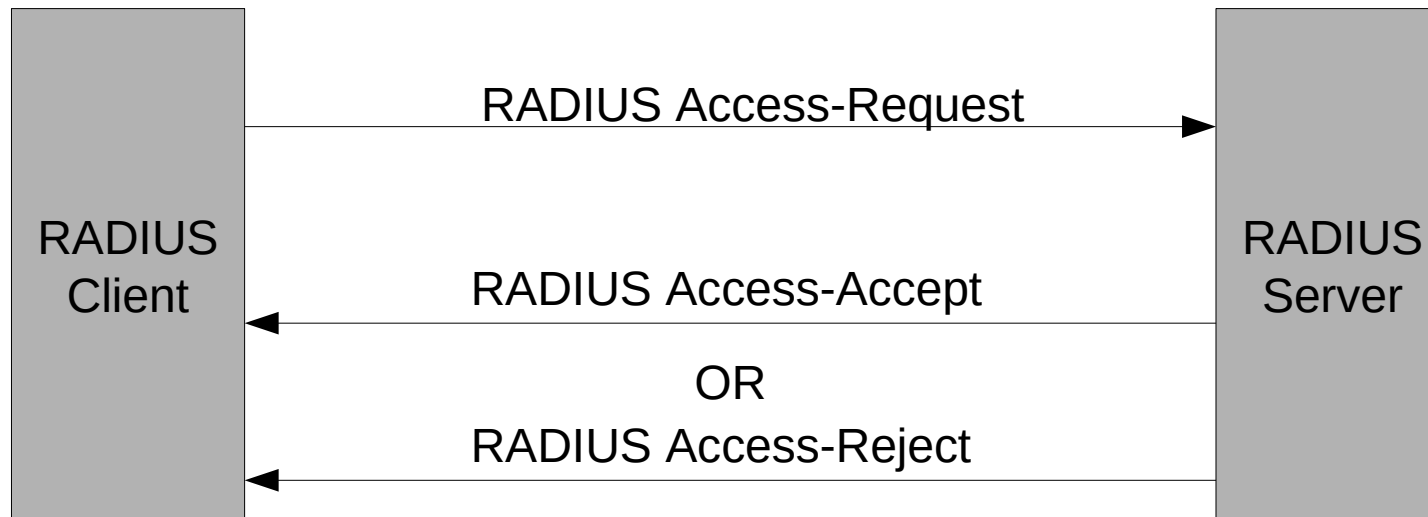 RADIUS Access-Request
RADIUS
Client
RADIUS
Server
RADIUS Access-Accept
OR
RADIUS Access-Reject